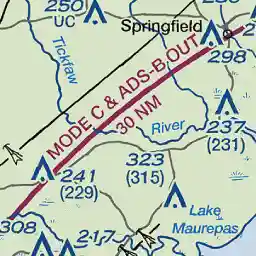 250
UC
Springfield
298
Tickfaw
MODE C & ADS-B OUT
30 NM
River
237
(231)
323
(315)
241
(229)
Lake
Maurepas
308
217